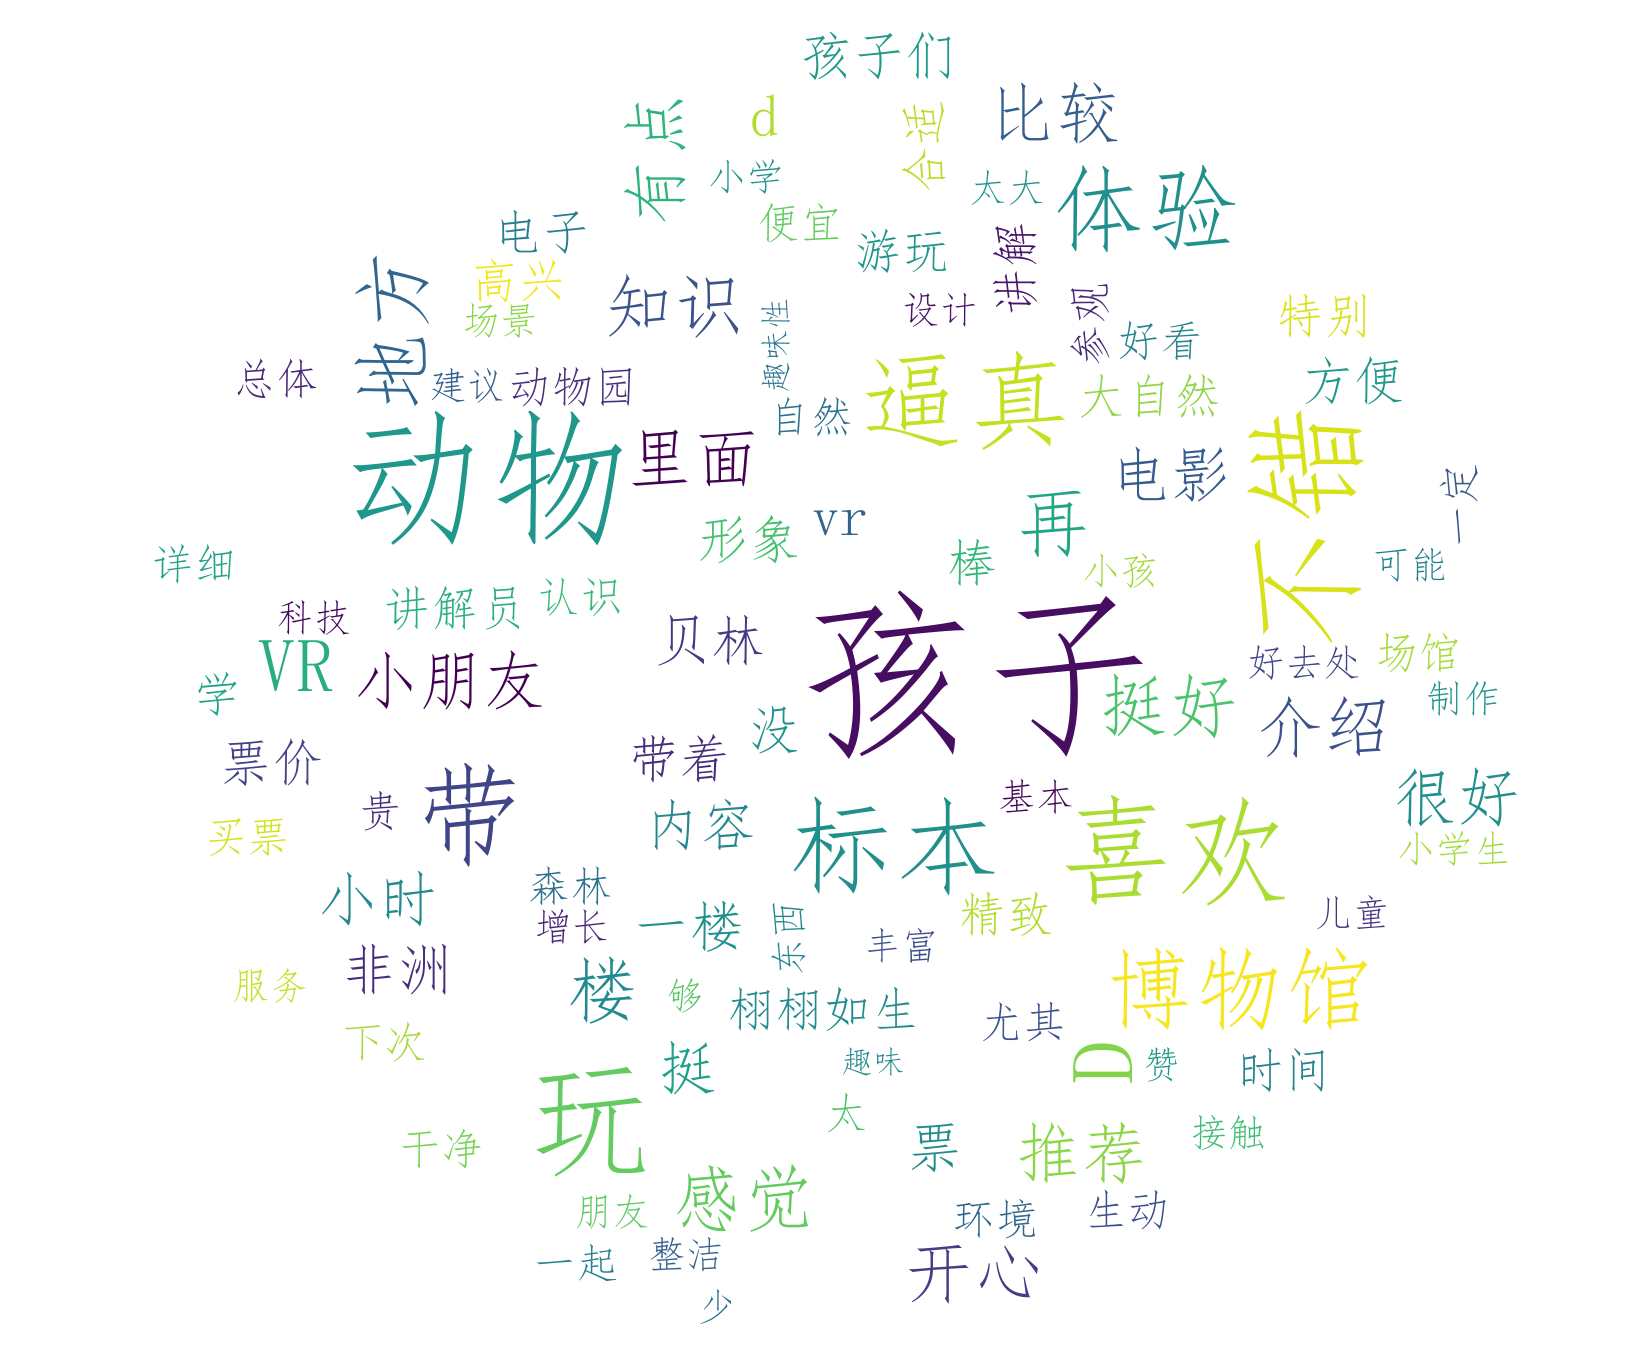 孩子们
比较
有点
d
合适
小学
太大
体验
便宜
电子
游玩
讲解
地方
高兴
知识
设计
参观
特别
场景
趣味性
好看
总体
建议
动物园
逼真
大自然
方便
自然
动物
里面
不错
电影
一定
再
vr
形象
棒
小孩
可能
详细
讲解员
认识
科技
孩子
VR
贝林
好去处
场馆
小朋友
学
挺好
制作
介绍
没
票价
带着
带
基本
很好
贵
内容
标本
喜欢
买票
小学生
森林
小时
精致
儿童
增长
一楼
东西
丰富
非洲
博物馆
服务
楼
够
栩栩如生
尤其
下次
挺
趣味
D
赞
时间
玩
太
干净
票
推荐
接触
感觉
朋友
环境
生动
一起
整洁
开心
少